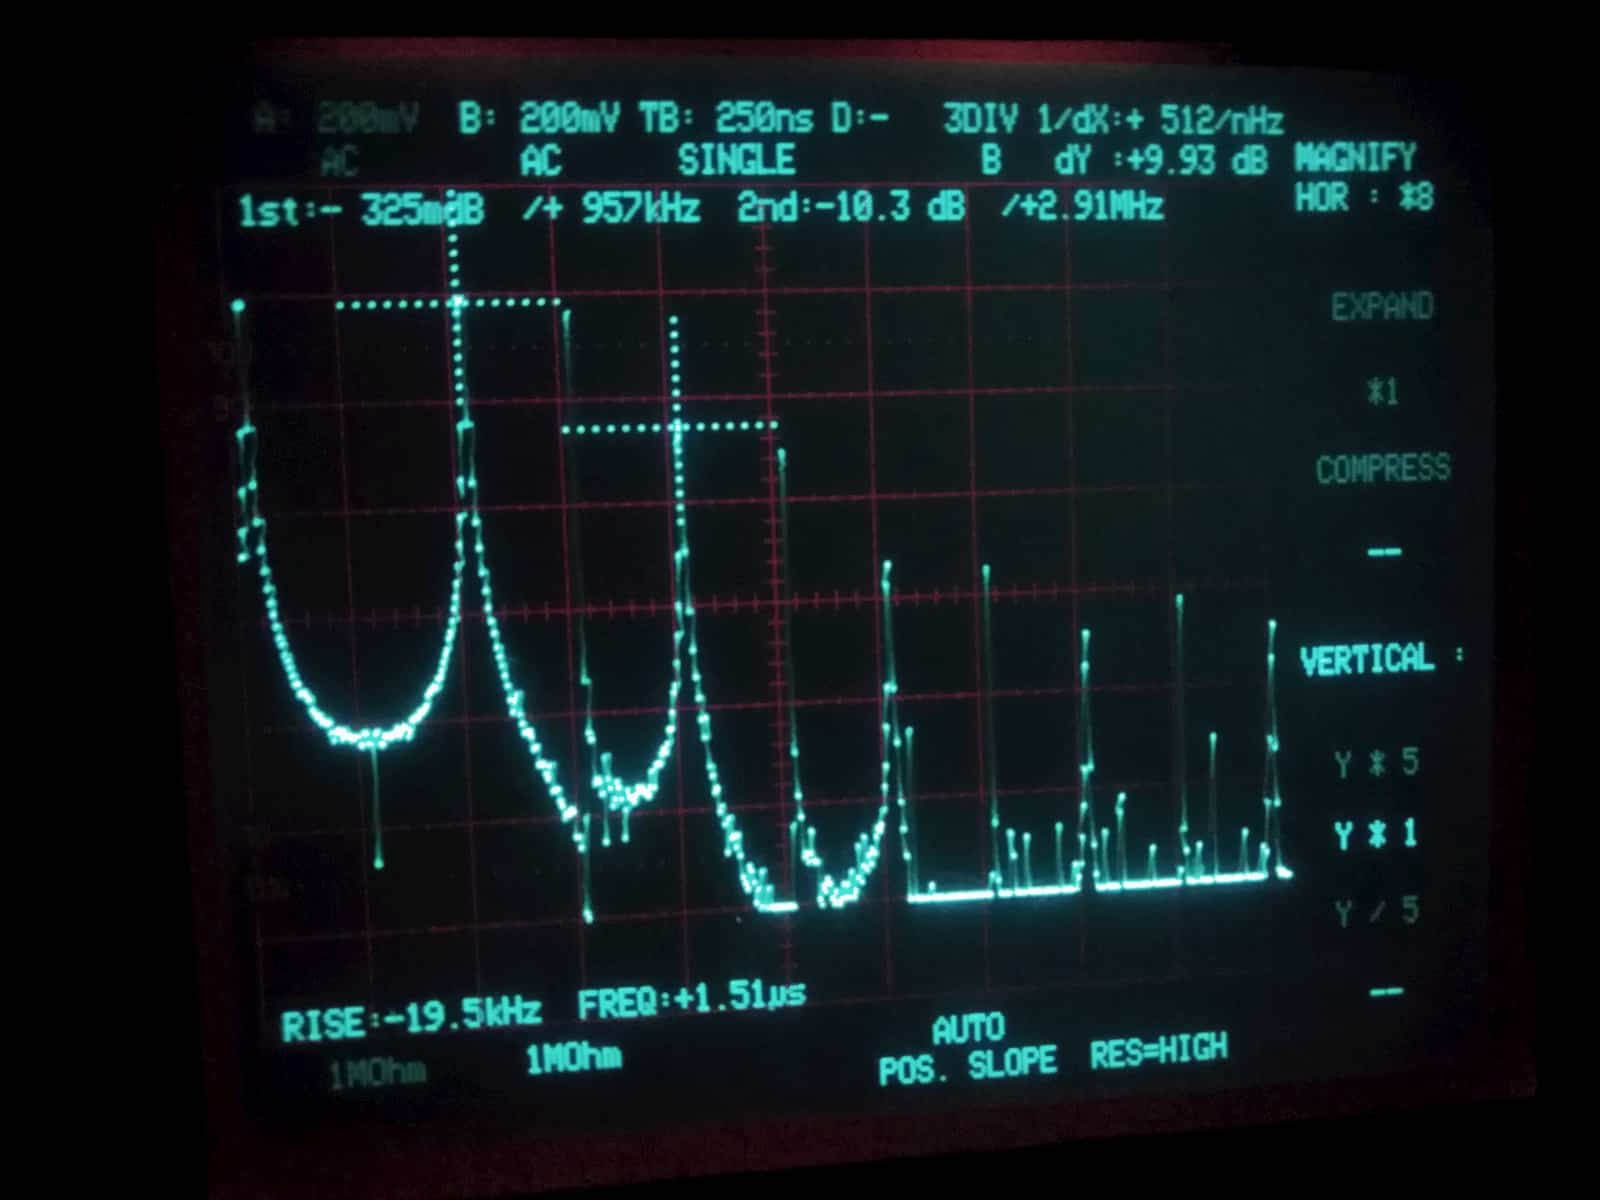 A: 200mV B: 200mV TB: 250ns D:- 3DIV 1/dX:+ 512/nHz
AC AC SINGLE B dY :+9.93 dB MAGNIFY
HOR : *8
1st:- 325mdB /+ 957kHz 2nd:-10.3 dB /+2.91MHz
EXPAND
*1
COMPRESS
--
VERTICAL :
Y * 5
Y * 1
Y / 5
--
RISE:-19.5kHz FREQ:+1.51µs
AUTO
1MOhm 1MOhm POS. SLOPE RES=HIGH